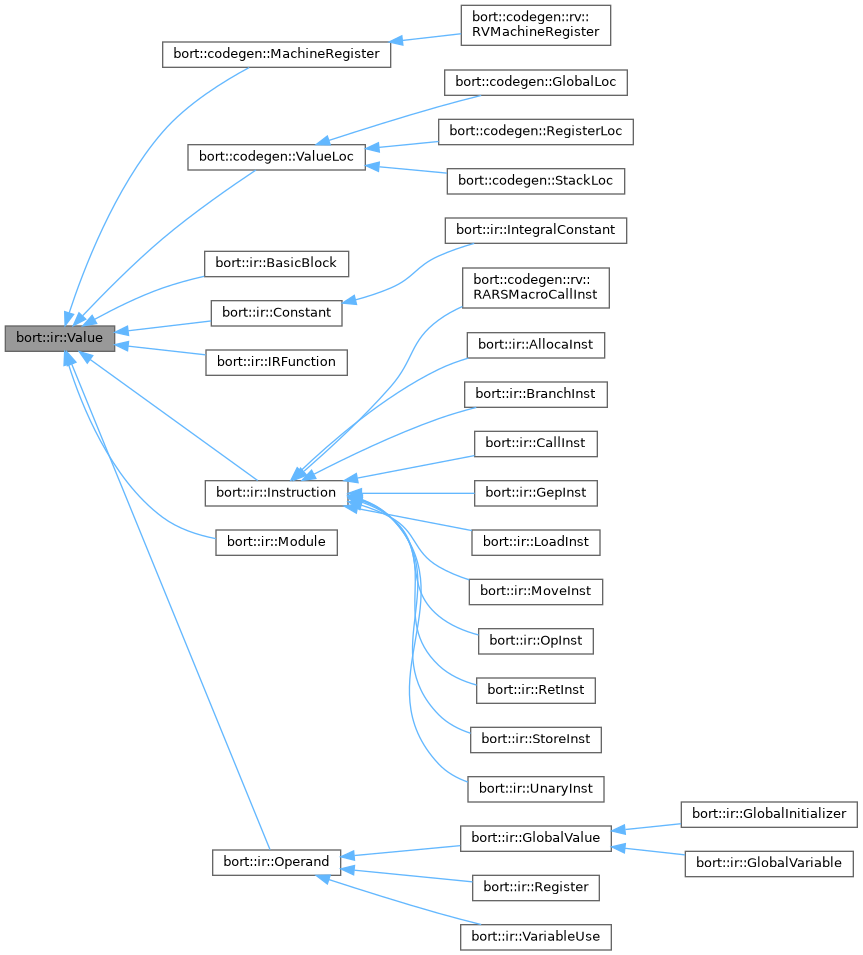 bort::codegen::rv::
RVMachineRegister
bort::codegen::MachineRegister
bort::codegen::GlobalLoc
bort::codegen::RegisterLoc
bort::codegen::ValueLoc
bort::codegen::StackLoc
bort::ir::IntegralConstant
bort::ir::BasicBlock
bort::codegen::rv::
RARSMacroCallInst
bort::ir::Constant
bort::ir::Value
bort::ir::AllocaInst
bort::ir::IRFunction
bort::ir::BranchInst
bort::ir::CallInst
bort::ir::Instruction
bort::ir::GepInst
bort::ir::Module
bort::ir::LoadInst
bort::ir::MoveInst
bort::ir::OpInst
bort::ir::RetInst
bort::ir::StoreInst
bort::ir::UnaryInst
bort::ir::GlobalInitializer
bort::ir::GlobalValue
bort::ir::Operand
bort::ir::GlobalVariable
bort::ir::Register
bort::ir::VariableUse